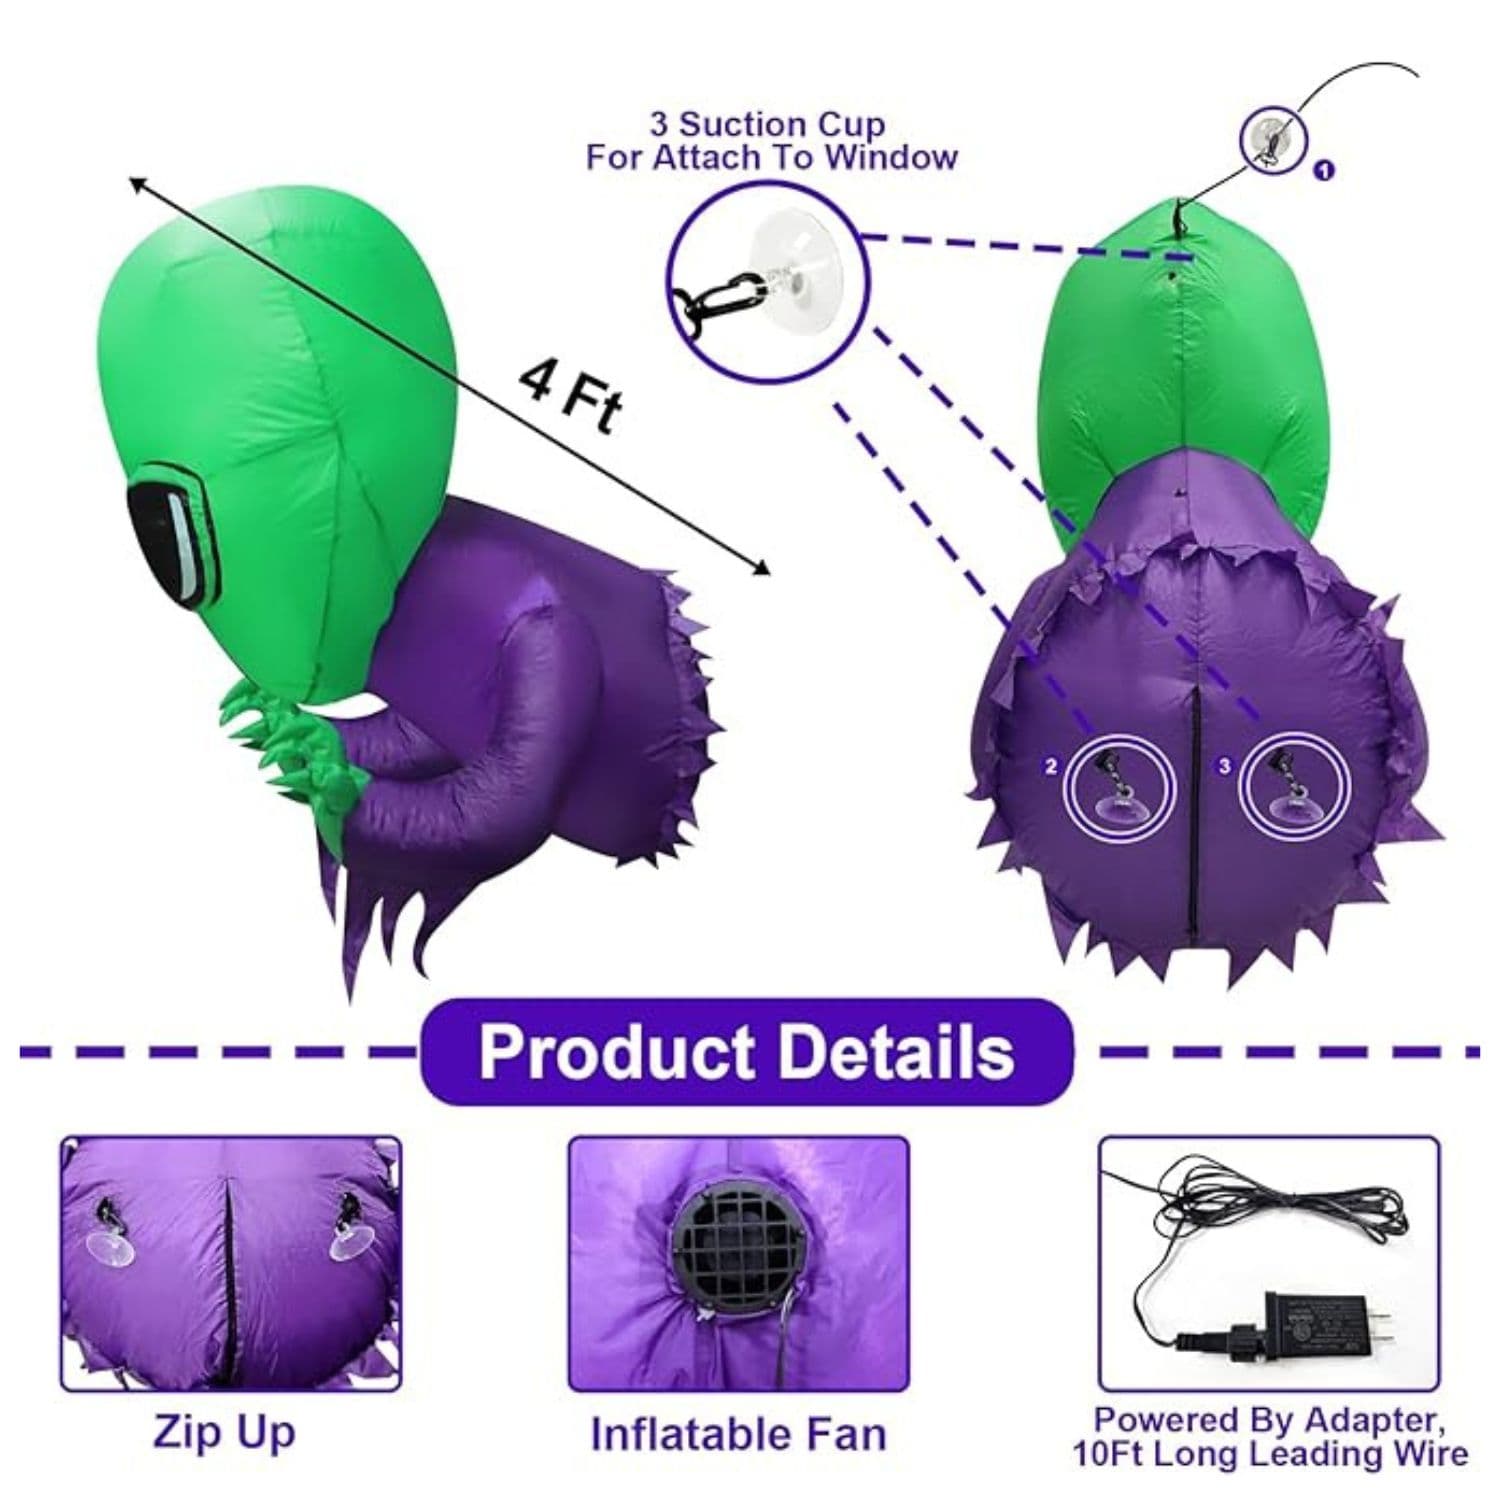 3 Suction Cup
For Attach To Window
1
4 Ft
2
3
Product Details
Zip Up
Inflatable Fan
Powered By Adapter,
10Ft Long Leading Wire